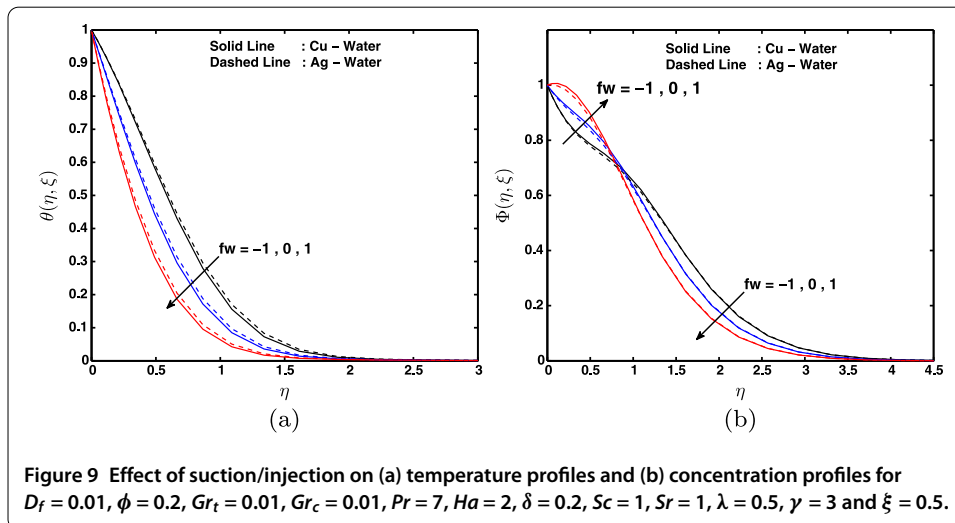 1
0.9
0.8
0.7
0.6
0.5
0.4
0.3
0.2
0.1
0
0 0.5 1 1.5 2 2.5 3
θ(η, ξ)
η
Solid Line : Cu – Water
Dashed Line : Ag – Water
fw = –1 , 0 , 1
(a)
1
0.8
0.6
0.4
0.2
0
0 0.5 1 1.5 2 2.5 3 3.5 4 4.5
Φ(η, ξ)
η
Solid Line : Cu – Water
Dashed Line : Ag – Water
fw = –1 , 0 , 1
fw = –1 , 0 , 1
(b)
Figure 9 Effect of suction/injection on (a) temperature profiles and (b) concentration profiles for
D_f = 0.01, ϕ = 0.2, Gr_t = 0.01, Gr_c = 0.01, Pr = 7, Ha = 2, δ = 0.2, Sc = 1, Sr = 1, λ = 0.5, γ = 3 and ξ = 0.5.